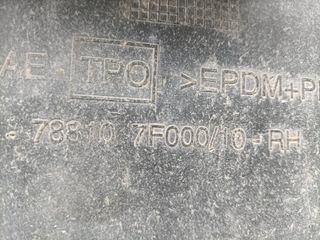 AE - TPO >EPDM+P
- 78810 7F000/10 - RH